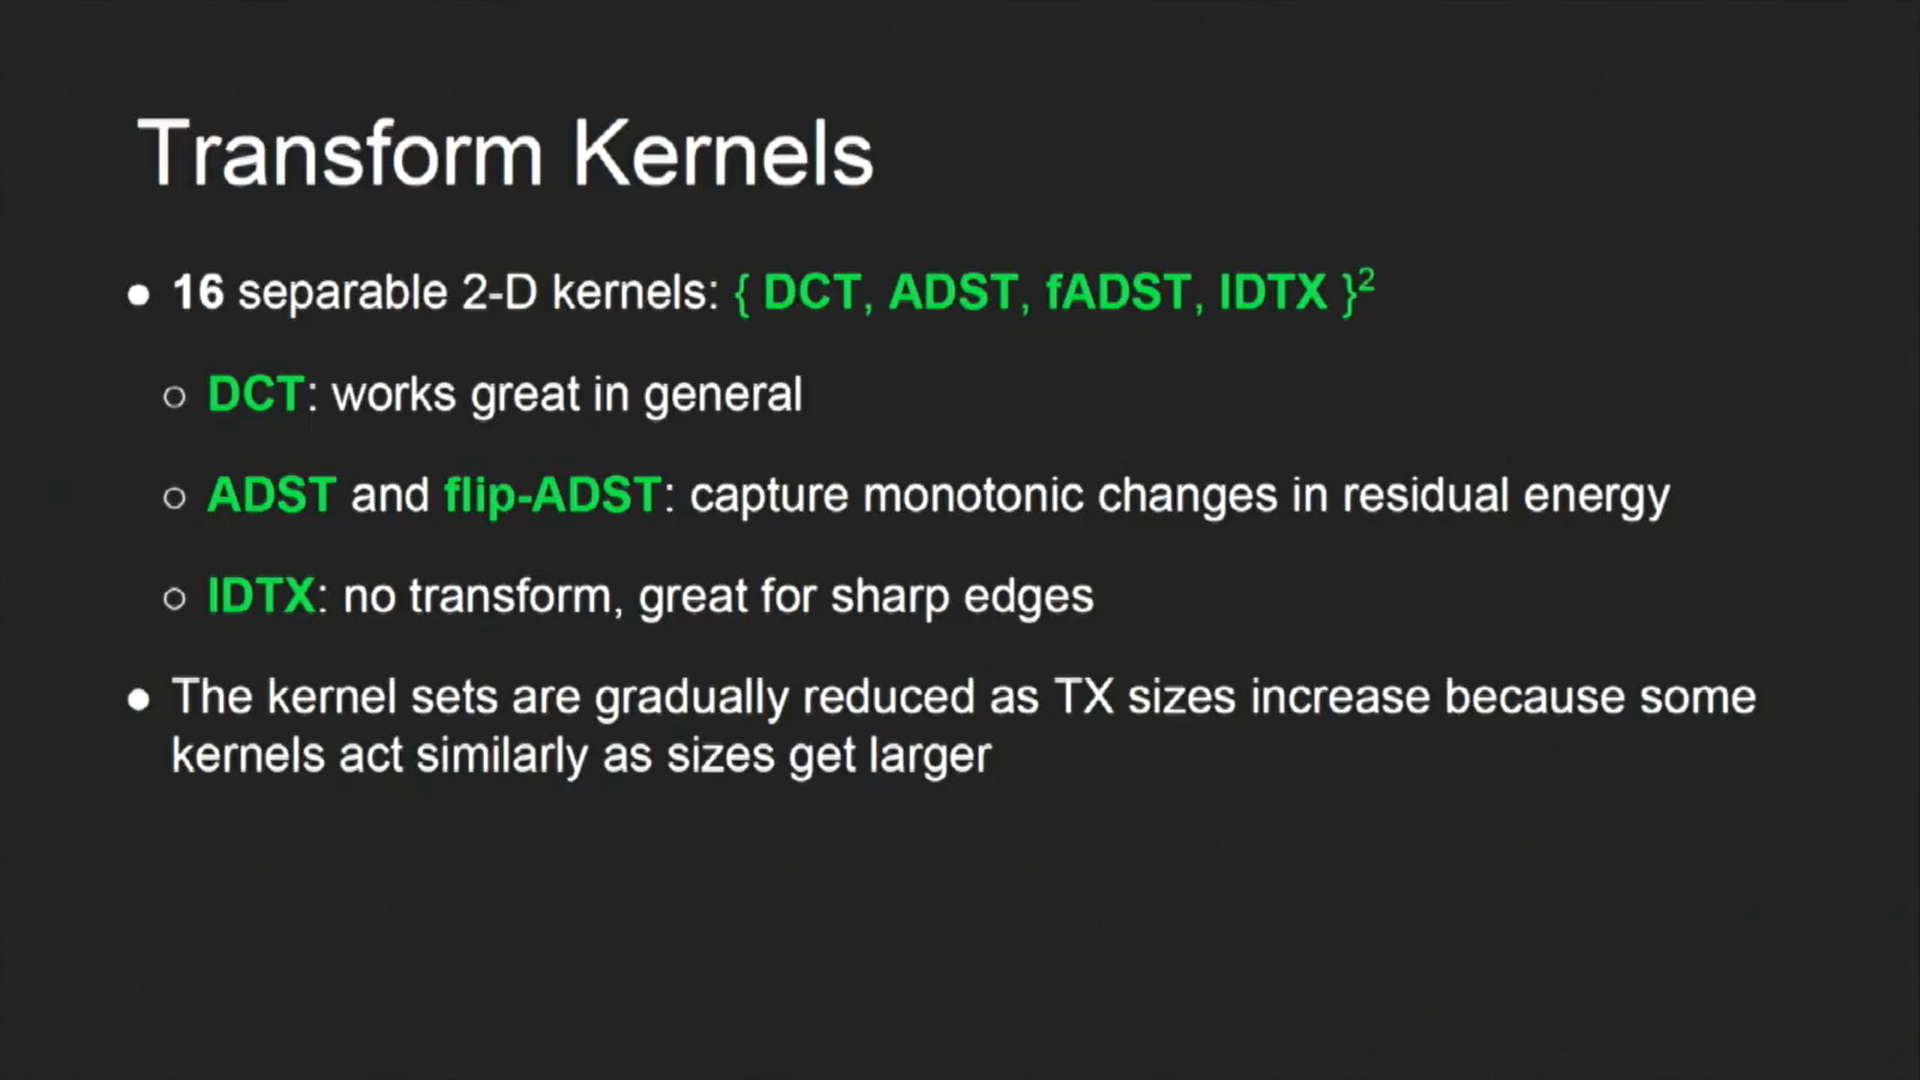 Transform Kernels
● 16 separable 2-D kernels: { DCT, ADST, fADST, IDTX }²
○ DCT: works great in general
○ ADST and flip-ADST: capture monotonic changes in residual energy
○ IDTX: no transform, great for sharp edges
● The kernel sets are gradually reduced as TX sizes increase because some
kernels act similarly as sizes get larger